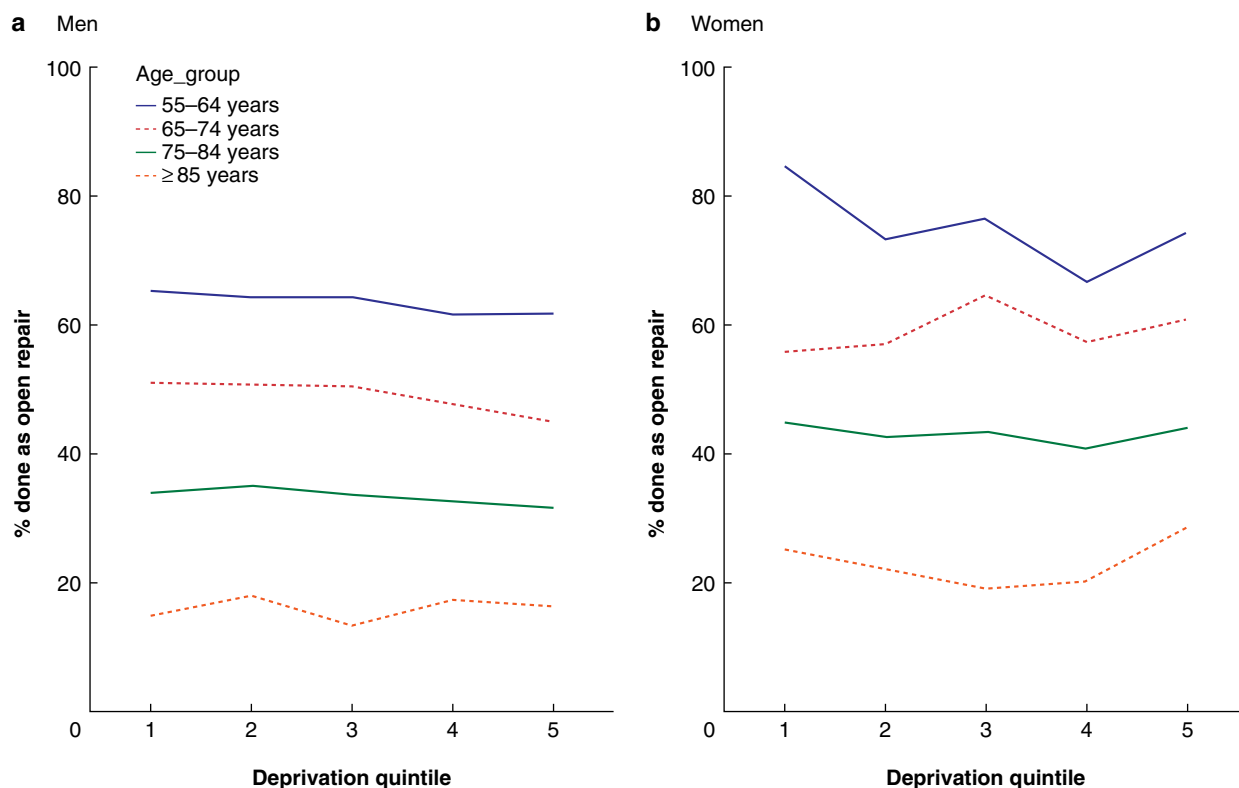 a Men
% done as open repair
100
80
60
40
20
0
Age_group
55–64 years
65–74 years
75–84 years
≥ 85 years
1 2 3 4 5
Deprivation quintile
b Women
% done as open repair
100
80
60
40
20
0
1 2 3 4 5
Deprivation quintile